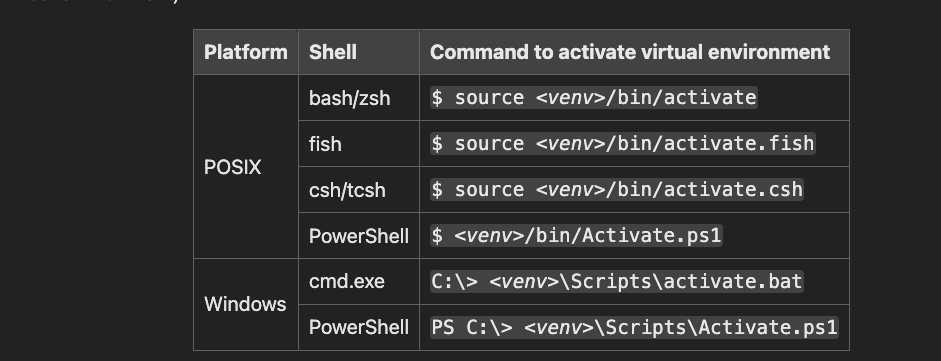 Platform Shell Command to activate virtual environment
bash/zsh $ source <venv>/bin/activate
fish $ source <venv>/bin/activate.fish
POSIX
csh/tcsh $ source <venv>/bin/activate.csh
PowerShell $ <venv>/bin/Activate.ps1
cmd.exe C:\> <venv>\Scripts\activate.bat
Windows
PowerShell PS C:\> <venv>\Scripts\Activate.ps1